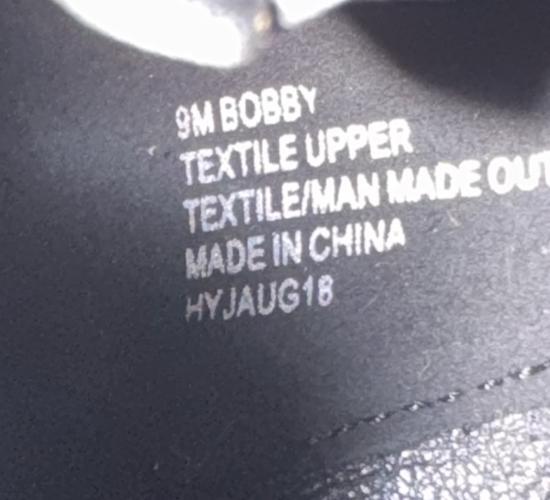 9M BOBBY
TEXTILE UPPER
TEXTILE/MAN MADE OUT
MADE IN CHINA
HYJAUG18